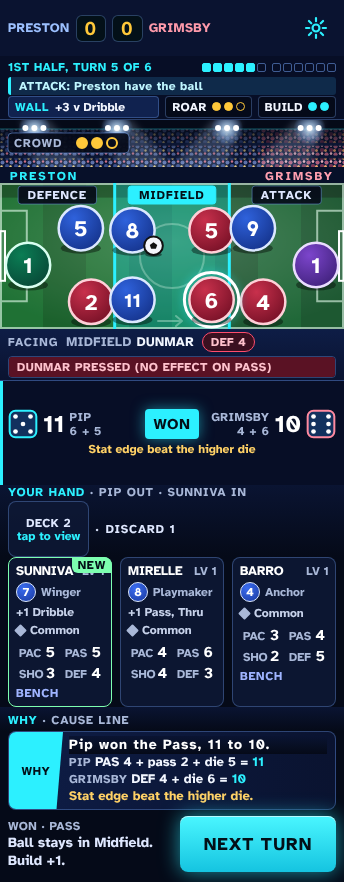 PRESTON 0 0 GRIMSBY
1ST HALF, TURN 5 OF 6
ATTACK: Preston have the ball
WALL +3 v Dribble
ROAR
BUILD
CROWD
PRESTON GRIMSBY
DEFENCE MIDFIELD ATTACK
5 8 5 9
1 1
2 11 6 4
FACING MIDFIELD DUNMAR DEF 4
DUNMAR PRESSED (NO EFFECT ON PASS)
11 PIP 6 + 5
WON
GRIMSBY 4 + 6 10
Stat edge beat the higher die
YOUR HAND · PIP OUT · SUNNIVA IN
DECK 2
tap to view
· DISCARD 1
NEW
SUNNIVA LV 1
7 Winger
+1 Dribble
Common
PAC 5 PAS 5
SHO 3 DEF 4
BENCH
MIRELLE LV 1
8 Playmaker
+1 Pass, Thru
Common
PAC 4 PAS 6
SHO 4 DEF 3
BARRO LV 1
4 Anchor
Common
PAC 3 PAS 4
SHO 2 DEF 5
BENCH
WHY · CAUSE LINE
WHY
Pip won the Pass, 11 to 10.
PIP PAS 4 + pass 2 + die 5 = 11
GRIMSBY DEF 4 + die 6 = 10
Stat edge beat the higher die.
WON · PASS
Ball stays in Midfield.
Build +1.
NEXT TURN